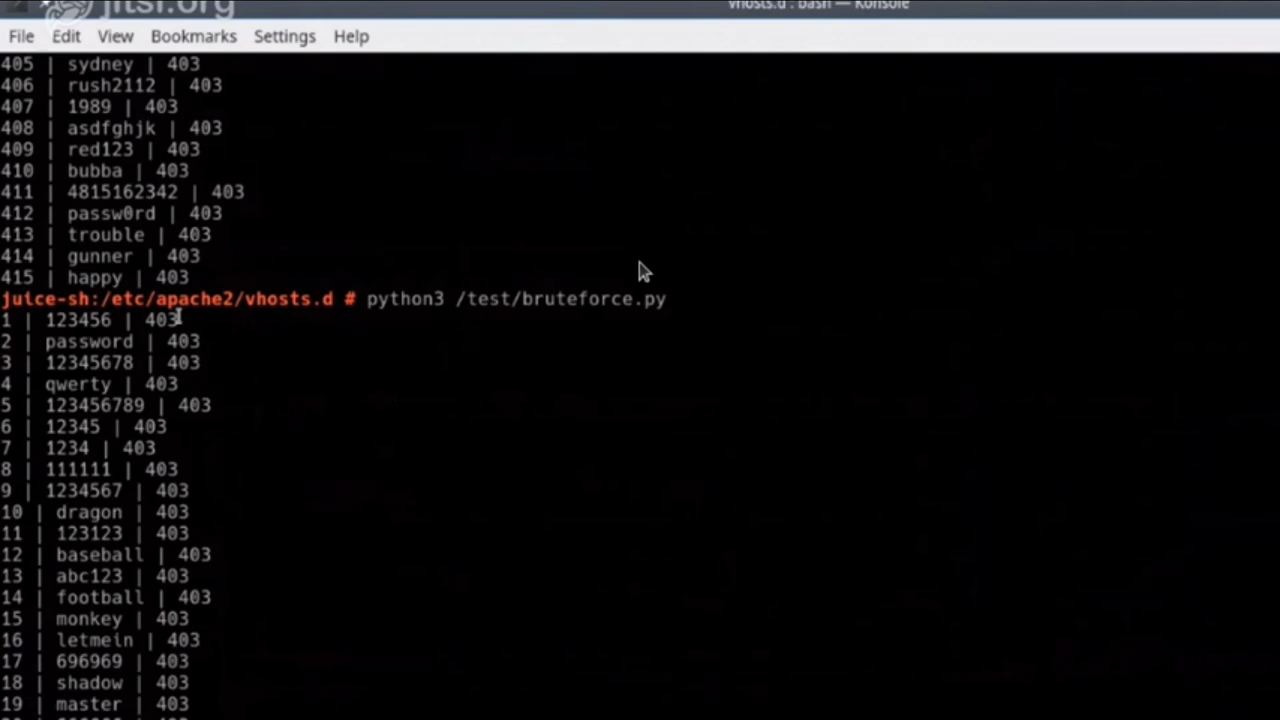 jitsi.org
vhosts.d : bash — Konsole
File Edit View Bookmarks Settings Help
405 | sydney | 403
406 | rush2112 | 403
407 | 1989 | 403
408 | asdfghjk | 403
409 | red123 | 403
410 | bubba | 403
411 | 4815162342 | 403
412 | passw0rd | 403
413 | trouble | 403
414 | gunner | 403
415 | happy | 403
juice-sh:/etc/apache2/vhosts.d # python3 /test/bruteforce.py
1 | 123456 | 403
2 | password | 403
3 | 12345678 | 403
4 | qwerty | 403
5 | 123456789 | 403
6 | 12345 | 403
7 | 1234 | 403
8 | 111111 | 403
9 | 1234567 | 403
10 | dragon | 403
11 | 123123 | 403
12 | baseball | 403
13 | abc123 | 403
14 | football | 403
15 | monkey | 403
16 | letmein | 403
17 | 696969 | 403
18 | shadow | 403
19 | master | 403